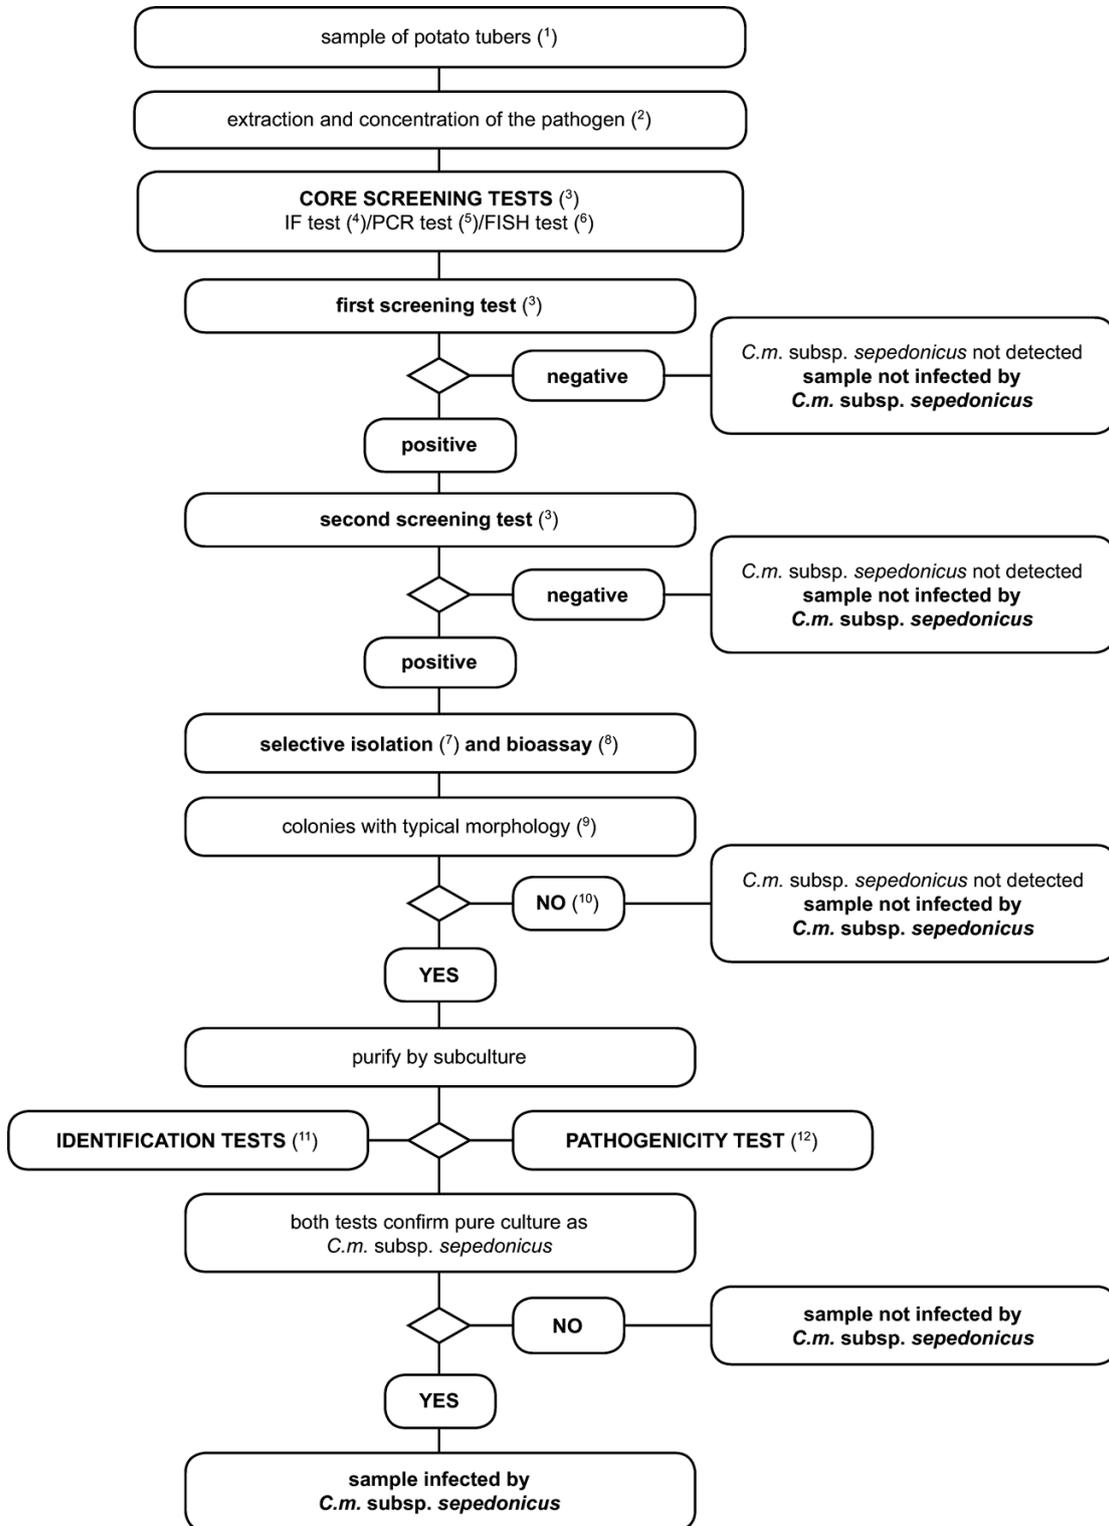 sample of potato tubers (¹)
extraction and concentration of the pathogen (²)
CORE SCREENING TESTS (³)
IF test (⁴)/PCR test (⁵)/FISH test (⁶)
first screening test (³)
negative
C.m. subsp. sepedonicus not detected
sample not infected by
C.m. subsp. sepedonicus
positive
second screening test (³)
negative
C.m. subsp. sepedonicus not detected
sample not infected by
C.m. subsp. sepedonicus
positive
selective isolation (⁷) and bioassay (⁸)
colonies with typical morphology (⁹)
NO (¹⁰)
C.m. subsp. sepedonicus not detected
sample not infected by
C.m. subsp. sepedonicus
YES
purify by subculture
IDENTIFICATION TESTS (¹¹)
PATHOGENICITY TEST (¹²)
both tests confirm pure culture as
C.m. subsp. sepedonicus
NO
sample not infected by
C.m. subsp. sepedonicus
YES
sample infected by
C.m. subsp. sepedonicus